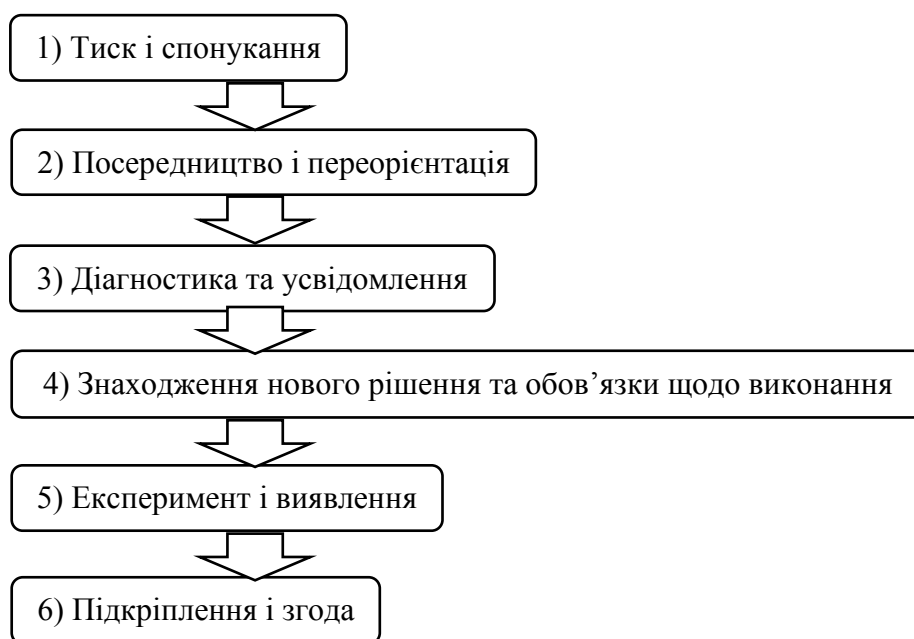 1) Тиск і спонукання
2) Посередництво і переорієнтація
3) Діагностика та усвідомлення
4) Знаходження нового рішення та обов’язки щодо виконання
5) Експеримент і виявлення
6) Підкріплення і згода